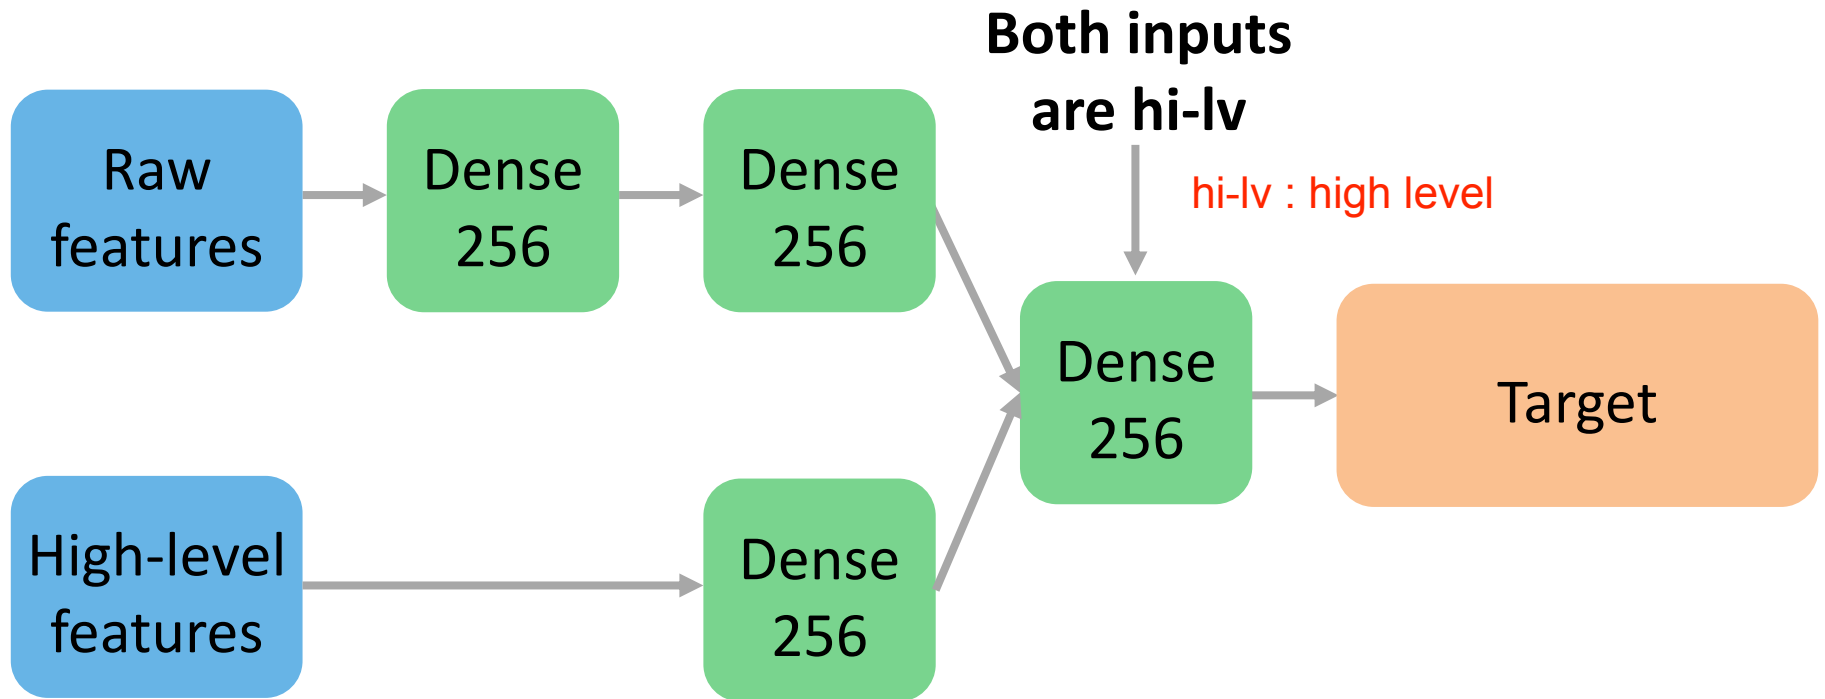 Both inputs
are hi-lv
hi-lv : high level
Raw
features
Dense
256
Dense
256
Dense
256
Target
High-level
features
Dense
256